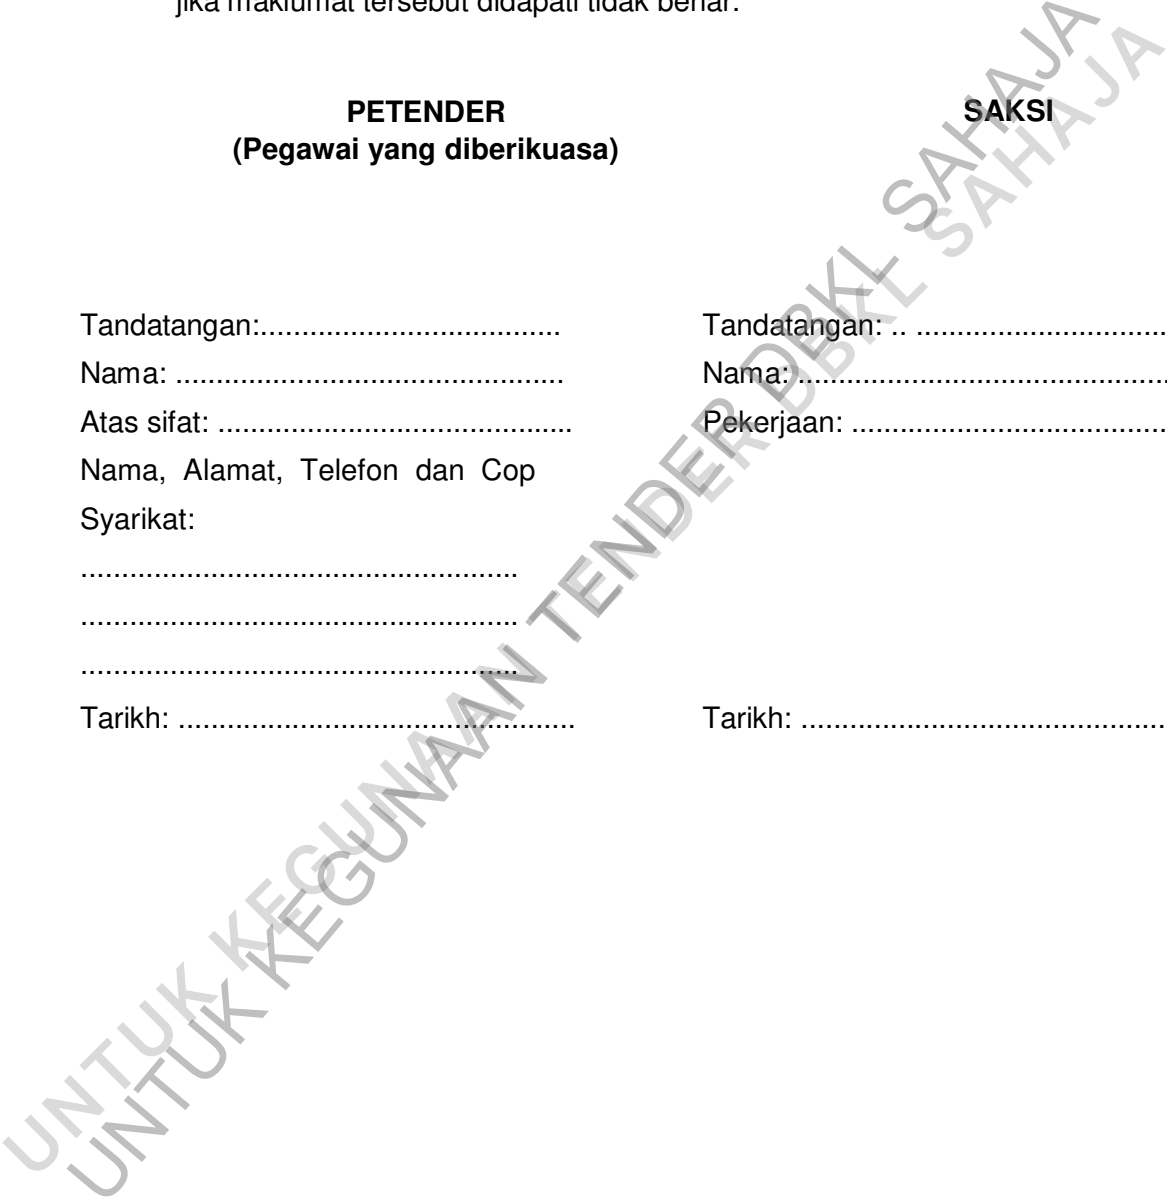 jika maklumat tersebut didapati tidak benar.
PETENDER
(Pegawai yang diberikuasa)
SAKSI
Tandatangan:....................................
Nama: ...............................................
Atas sifat: ...........................................
Nama, Alamat, Telefon dan Cop
Syarikat:
.....................................................
.....................................................
.....................................................
Tarikh: ................................................
Tandatangan: .. ..............................
Nama:.............................................
Pekerjaan: ......................................
Tarikh: ............................................
UNTUK KEGUNAAN TENDER DBKL SAHAJA
UNTUK KEGUNAAN TENDER DBKL SAHAJA